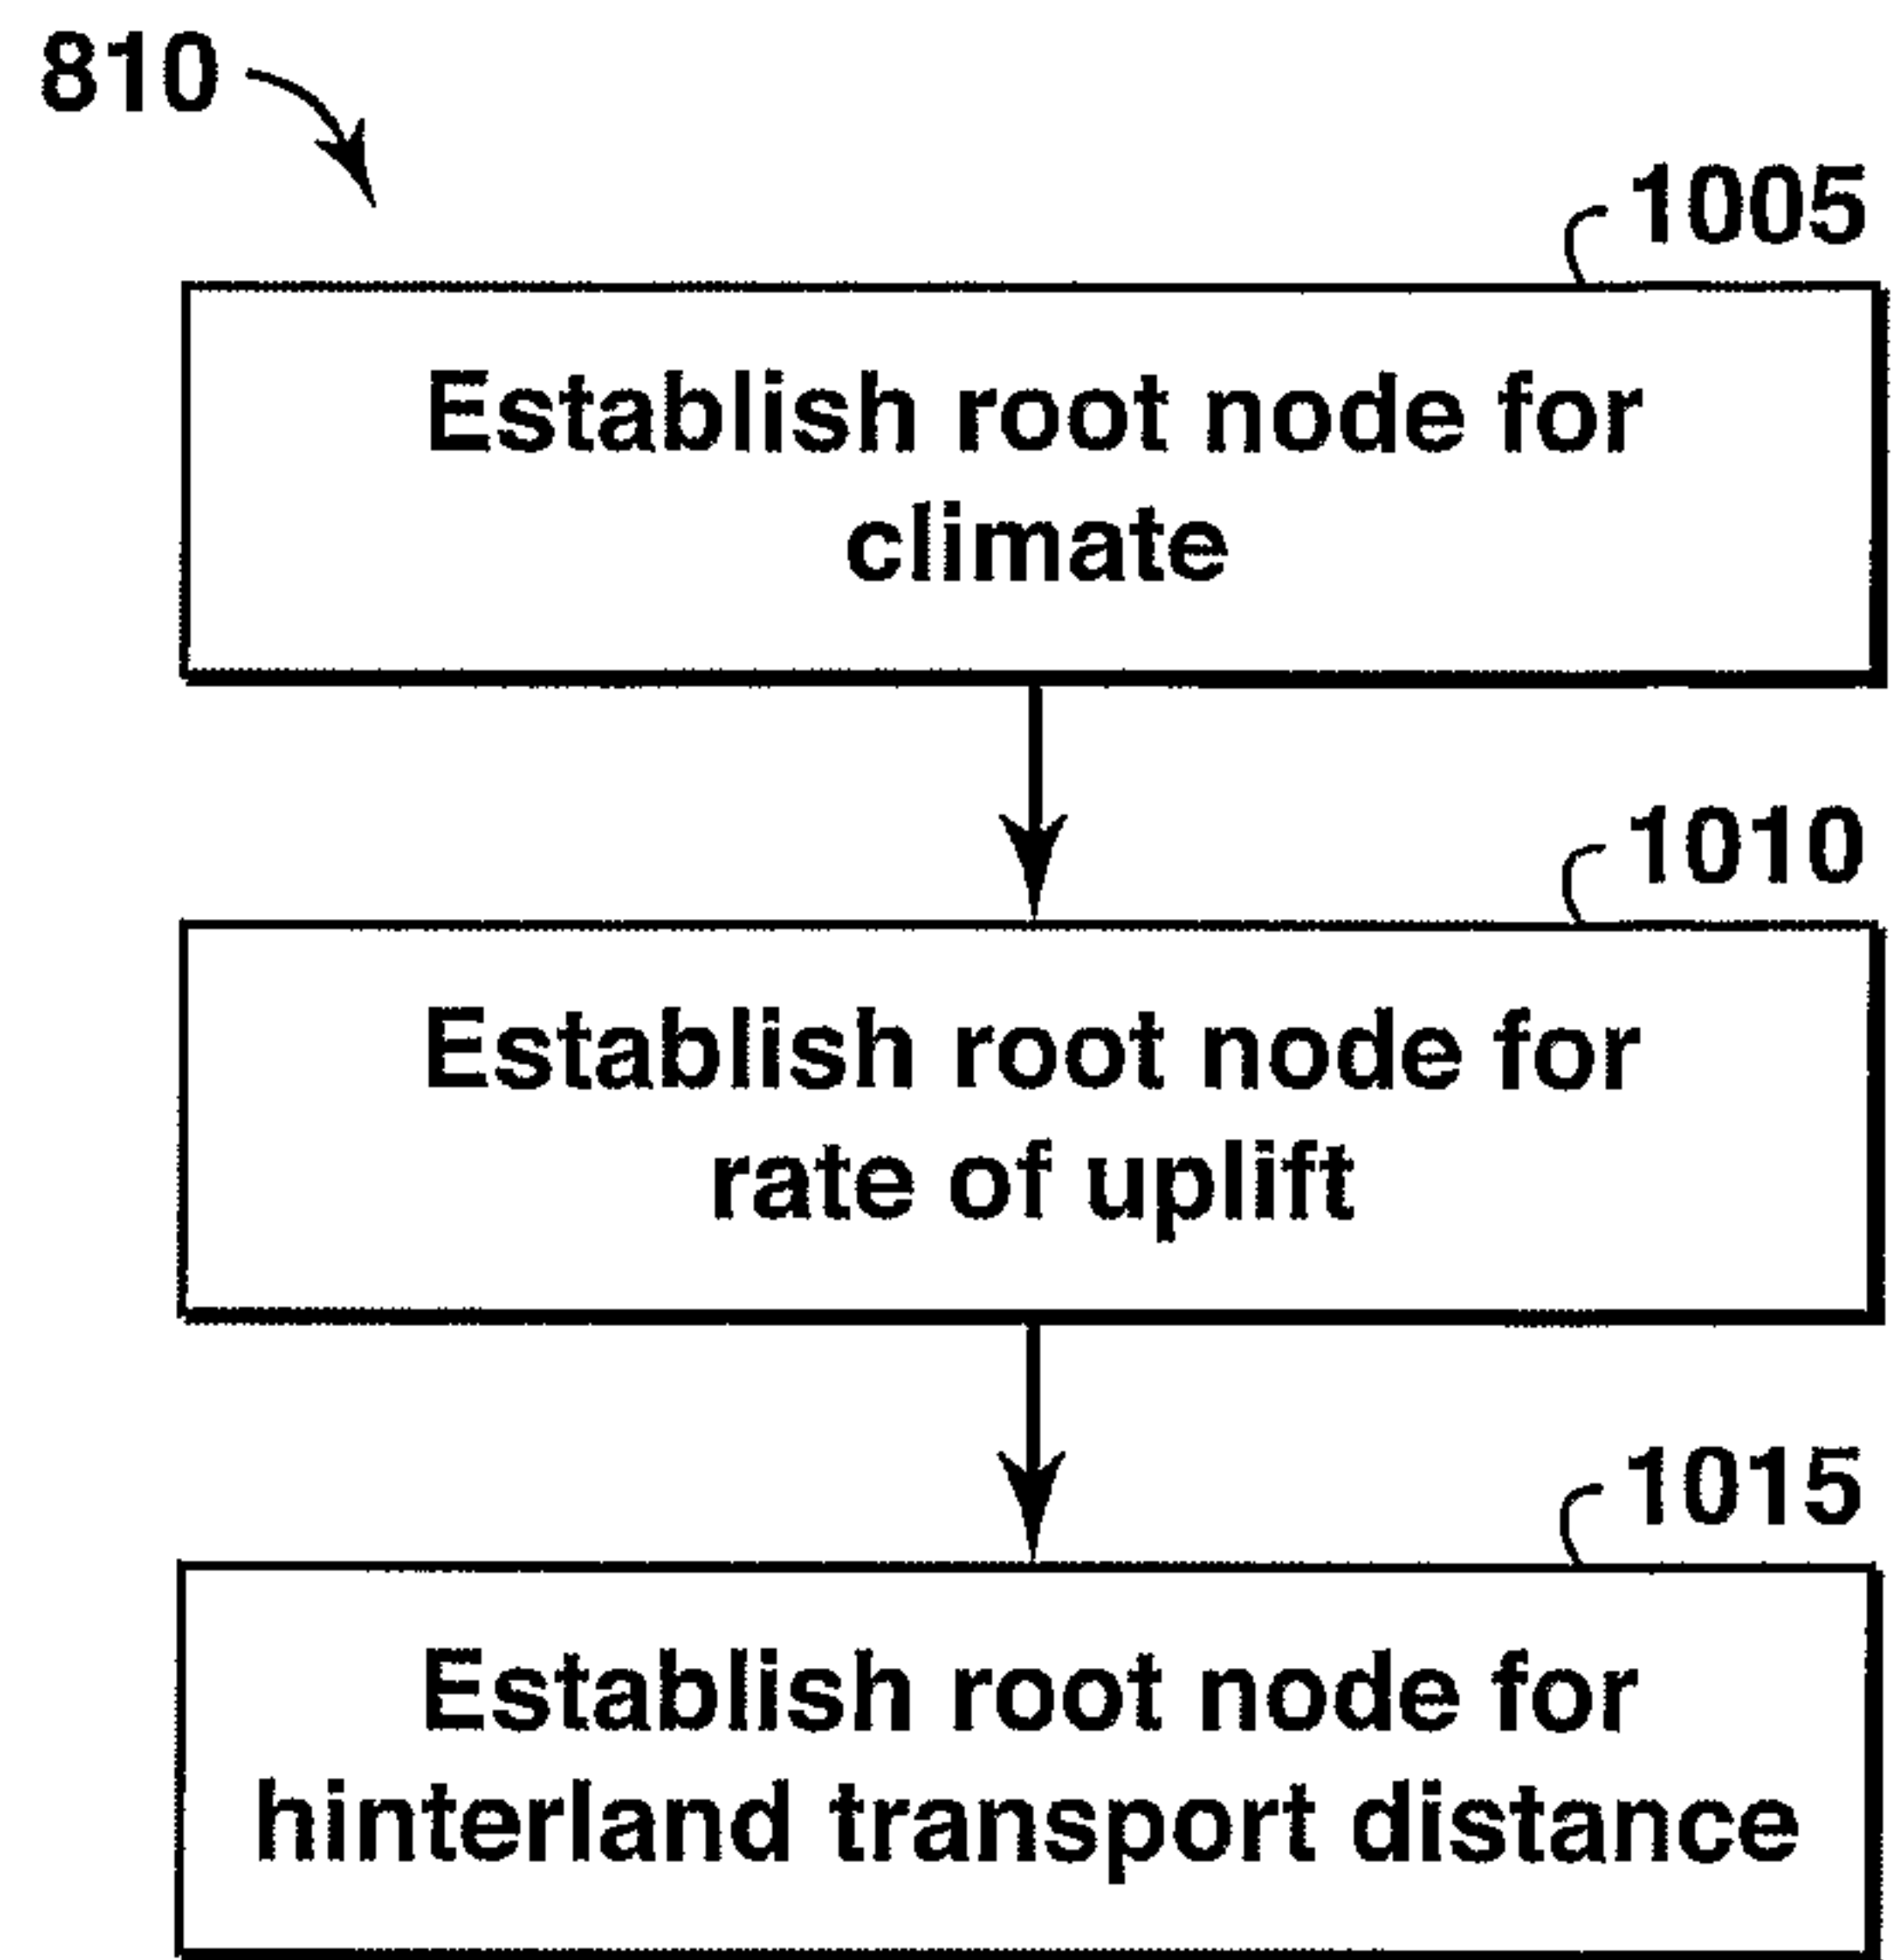 810
1005
Establish root node for
climate
1010
Establish root node for
rate of uplift
1015
Establish root node for
hinterland transport distance